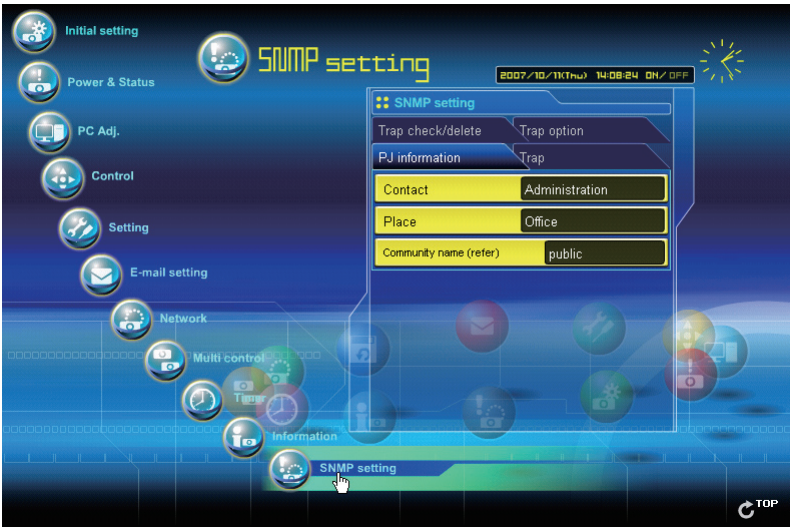 Initial setting
Power & Status
PC Adj.
Control
Setting
E-mail setting
Network
Multi control
Timer
Information
SNMP setting
SNMP setting
2007/10/11(Thu) 14:08:24 ON/OFF
SNMP setting
Trap check/delete Trap option
PJ information Trap
Contact Administration
Place Office
Community name (refer) public
TOP